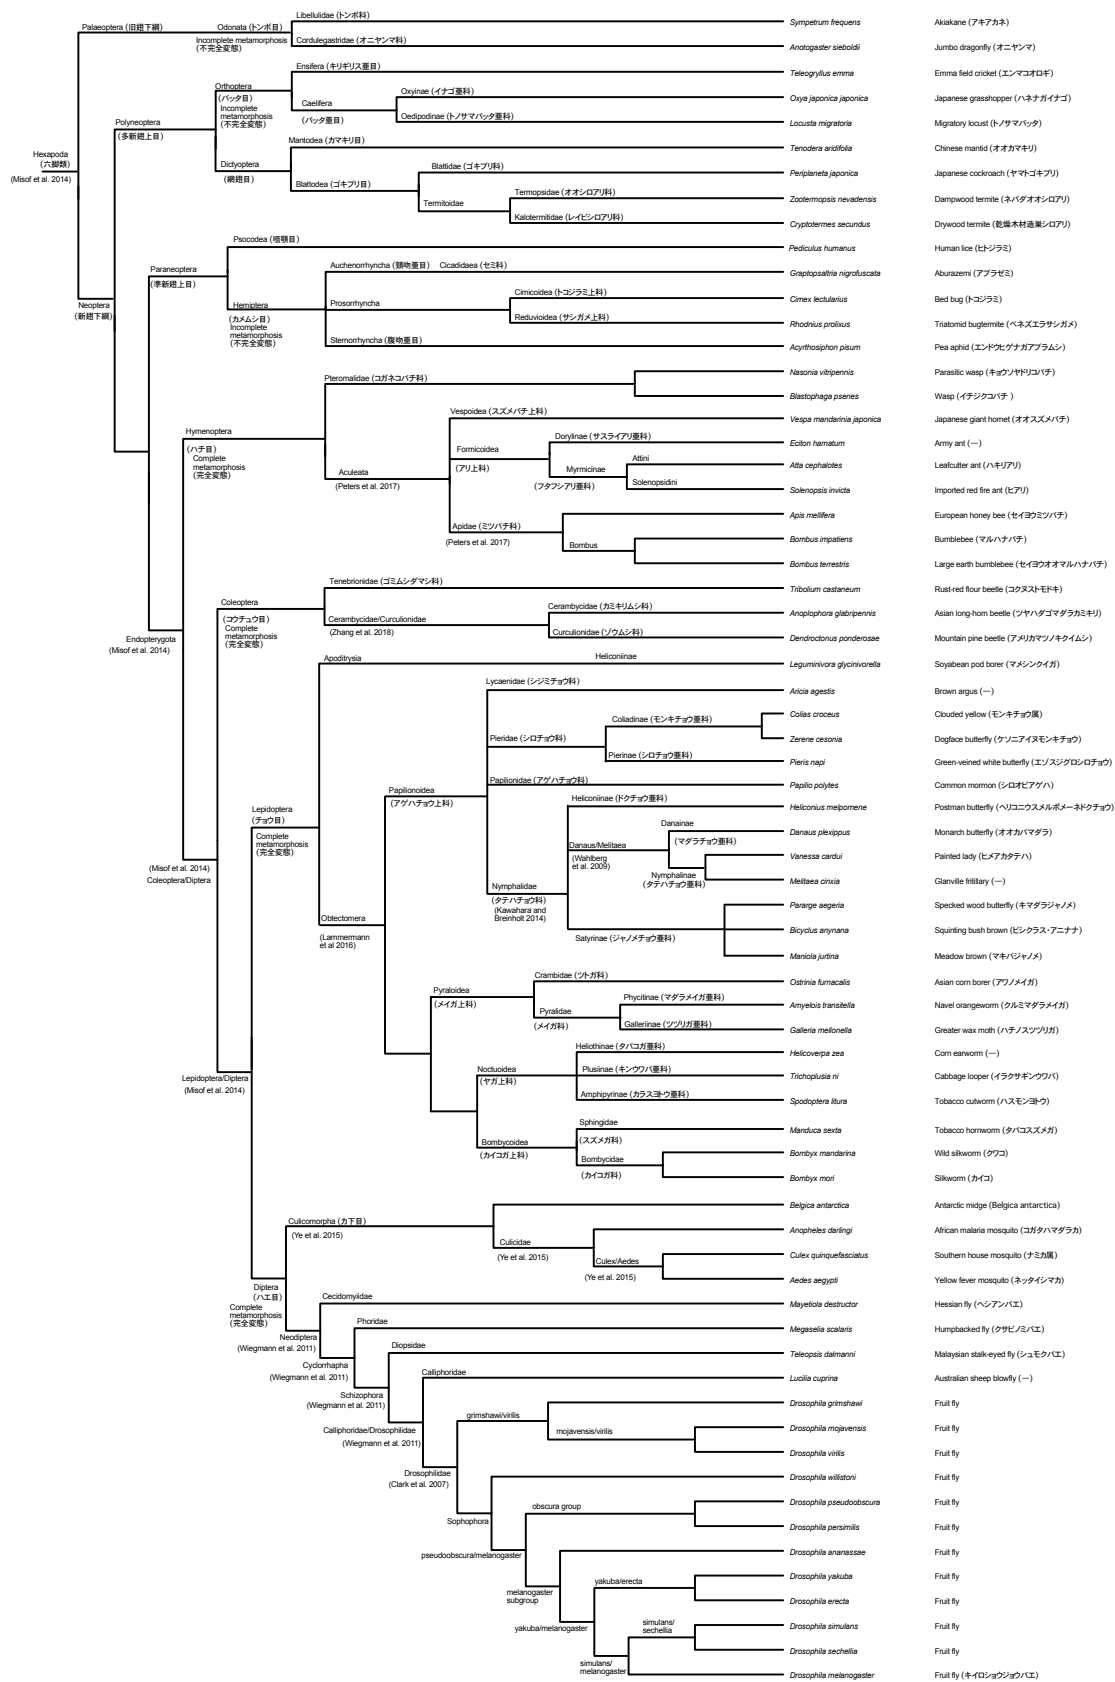 Libellulidae (トンボ科)
Palaeoptera (旧翅下綱)
Odonata (トンボ目)
Sympetrum frequens
Akiakane (アキアカネ)
Incomplete metamorphosis
(不完全変態)
Cordulegastridae (オニヤンマ科)
Anotogaster sieboldii
Jumbo dragonfly (オニヤンマ)
Ensifera (キリギリス亜目)
Teleogryllus emma
Emma field cricket (エンマコオロギ)
Orthoptera
(バッタ目)
Incomplete
metamorphosis
(不完全変態)
Oxyinae (イナゴ亜科)
Oxya japonica japonica
Japanese grasshopper (ハネナガイナゴ)
Caelifera
(バッタ亜目)
Oedipodinae (トノサマバッタ亜科)
Locusta migratoria
Migratory locust (トノサマバッタ)
Polyneoptera
(多新翅上目)
Mantodea (カマキリ目)
Tenodera aridifolia
Chinese mantid (オオカマキリ)
Hexapoda
(六脚類)
(Misof et al. 2014)
Dictyoptera
(網翅目)
Blattidae (ゴキブリ科)
Periplaneta japonica
Japanese cockroach (ヤマトゴキブリ)
Blattodea (ゴキブリ目)
Termopsidae (オオシロアリ科)
Zootermopsis nevadensis
Dampwood termite (ネバダオオシロアリ)
Termitoidae
Kalotermitidae (レイビシロアリ科)
Cryptotermes secundus
Drywood termite (乾燥木材造巣シロアリ)
Psocodea (咀顎目)
Pediculus humanus
Human lice (ヒトジラミ)
Paraneoptera
(準新翅上目)
Auchenorrhyncha (頸吻亜目)
Cicadidaea (セミ科)
Graptopsaltria nigrofuscata
Aburazemi (アブラゼミ)
Neoptera
(新翅下綱)
Hemiptera
(カメムシ目)
Incomplete
metamorphosis
(不完全変態)
Prosorrhyncha
Cimicoidea (トコジラミ上科)
Cimex lectularius
Bed bug (トコジラミ)
Reduvioidea (サシガメ上科)
Rhodnius prolixus
Triatomid bugtermite (ベネズエラサシガメ)
Sternorrhyncha (腹吻亜目)
Acyrthosiphon pisum
Pea aphid (エンドウヒゲナガアブラムシ)
Pteromalidae (コガネコバチ科)
Nasonia vitripennis
Parasitic wasp (キョウソヤドリコバチ)
Blastophaga psenes
Wasp (イチジクコバチ )
Hymenoptera
(ハチ目)
Complete
metamorphosis
(完全変態)
Vespoidea (スズメバチ上科)
Vespa mandarinia japonica
Japanese giant hornet (オオスズメバチ)
Formicoidea
(アリ上科)
Dorylinae (サスライアリ亜科)
Eciton hamatum
Army ant (—)
Aculeata
(Peters et al. 2017)
Myrmicinae
(フタフシアリ亜科)
Attini
Atta cephalotes
Leafcutter ant (ハキリアリ)
Solenopsidini
Solenopsis invicta
Imported red fire ant (ヒアリ)
Apidae (ミツバチ科)
(Peters et al. 2017)
Apis mellifera
European honey bee (セイヨウミツバチ)
Bombus
Bombus impatiens
Bumblebee (マルハナバチ)
Bombus terrestris
Large earth bumblebee (セイヨウオオマルハナバチ)
Endopterygota
(Misof et al. 2014)
Coleoptera
(コウチュウ目)
Complete
metamorphosis
(完全変態)
Tenebrionidae (ゴミムシダマシ科)
Tribolium castaneum
Rust-red flour beetle (コクヌストモドキ)
Cerambycidae/Curculionidae
(Zhang et al. 2018)
Cerambycidae (カミキリムシ科)
Anoplophora glabripennis
Asian long-horn beetle (ツヤハダゴマダラカミキリ)
Curculionidae (ゾウムシ科)
Dendroctonus ponderosae
Mountain pine beetle (アメリカマツノキクイムシ)
Apoditrysia
Heliconiinae
Leguminivora glycinivorella
Soyabean pod borer (マメシンクイガ)
Lycaenidae (シジミチョウ科)
Aricia agestis
Brown argus (—)
Pieridae (シロチョウ科)
Coliadinae (モンキチョウ亜科)
Colias croceus
Clouded yellow (モンキチョウ属)
Zerene cesonia
Dogface butterfly (ケソニアイヌモンキチョウ)
Pierinae (シロチョウ亜科)
Pieris napi
Green-veined white butterfly (エゾスジグロシロチョウ)
Papilionoidea
(アゲハチョウ上科)
Papilionidae (アゲハチョウ科)
Papilio polytes
Common mormon (シロオビアゲハ)
Lepidoptera
(チョウ目)
Complete
metamorphosis
(完全変態)
Heliconiinae (ドクチョウ亜科)
Heliconius melpomene
Postman butterfly (ヘリコニウスメルポメーネドクチョウ)
Danaus/Melitaea
(Wahlberg
et al. 2009)
Danainae
(マダラチョウ亜科)
Danaus plexippus
Monarch butterfly (オオカバマダラ)
Nymphalinae
(タテハチョウ亜科)
Vanessa cardui
Painted lady (ヒメアカタテハ)
Melitaea cinxia
Glanville fritillary (—)
(Misof et al. 2014)
Coleoptera/Diptera
Nymphalidae
(タテハチョウ科)
(Kawahara and
Breinholt 2014)
Pararge aegeria
Specked wood butterfly (キマダラジャノメ)
Obtectomera
(Lammermann
et al 2016)
Satyrinae (ジャノメチョウ亜科)
Bicyclus anynana
Squinting bush brown (ビシクラス・アニナナ)
Maniola jurtina
Meadow brown (マキバジャノメ)
Pyraloidea
(メイガ上科)
Crambidae (ツトガ科)
Ostrinia furnacalis
Asian corn borer (アワノメイガ)
Pyralidae
(メイガ科)
Phycitinae (マダラメイガ亜科)
Amyelois transitella
Navel orangeworm (クルミマダラメイガ)
Galleriinae (ツヅリガ亜科)
Galleria mellonella
Greater wax moth (ハチノスツヅリガ)
Lepidoptera/Diptera
(Misof et al. 2014)
Noctuoidea
(ヤガ上科)
Heliothinae (タバコガ亜科)
Helicoverpa zea
Corn earworm (—)
Plusiinae (キンウワバ亜科)
Trichoplusia ni
Cabbage looper (イラクサギンウワバ)
Amphipyrinae (カラスヨトウ亜科)
Spodoptera litura
Tobacco cutworm (ハスモンヨトウ)
Bombycoidea
(カイコガ上科)
Sphingidae
(スズメガ科)
Manduca sexta
Tobacco hornworm (タバコスズメガ)
Bombycidae
(カイコガ科)
Bombyx mandarina
Wild silkworm (クワコ)
Bombyx mori
Silkworm (カイコ)
Culicomorpha (カ下目)
(Ye et al. 2015)
Belgica antarctica
Antarctic midge (Belgica antarctica)
Culicidae
(Ye et al. 2015)
Anopheles darlingi
African malaria mosquito (コガタハマダラカ)
Culex/Aedes
(Ye et al. 2015)
Culex quinquefasciatus
Southern house mosquito (ナミカ属)
Aedes aegypti
Yellow fever mosquito (ネッタイシマカ)
Diptera
(ハエ目)
Complete
metamorphosis
(完全変態)
Cecidomyiidae
Mayetiola destructor
Hessian fly (ヘシアンバエ)
Neodiptera
(Wiegmann et al. 2011)
Phoridae
Megaselia scalaris
Humpbacked fly (クサビノミバエ)
Cyclorrhapha
(Wiegmann et al. 2011)
Diopsidae
Teleopsis dalmanni
Malaysian stalk-eyed fly (シュモクバエ)
Schizophora
(Wiegmann et al. 2011)
Calliphoridae
Lucilia cuprina
Australian sheep blowfly (—)
Calliphoridae/Drosophilidae
(Wiegmann et al. 2011)
grimshawi/virilis
Drosophila grimshawi
Fruit fly
mojavensis/virilis
Drosophila mojavensis
Fruit fly
Drosophila virilis
Fruit fly
Drosophilidae
(Clark et al. 2007)
Drosophila willistoni
Fruit fly
Sophophora
obscura group
Drosophila pseudoobscura
Fruit fly
Drosophila persimilis
Fruit fly
pseudoobscura/melanogaster
Drosophila ananassae
Fruit fly
melanogaster
subgroup
yakuba/erecta
Drosophila yakuba
Fruit fly
Drosophila erecta
Fruit fly
yakuba/melanogaster
simulans/
sechellia
Drosophila simulans
Fruit fly
Drosophila sechellia
Fruit fly
simulans/
melanogaster
Drosophila melanogaster
Fruit fly (キイロショウジョウバエ)